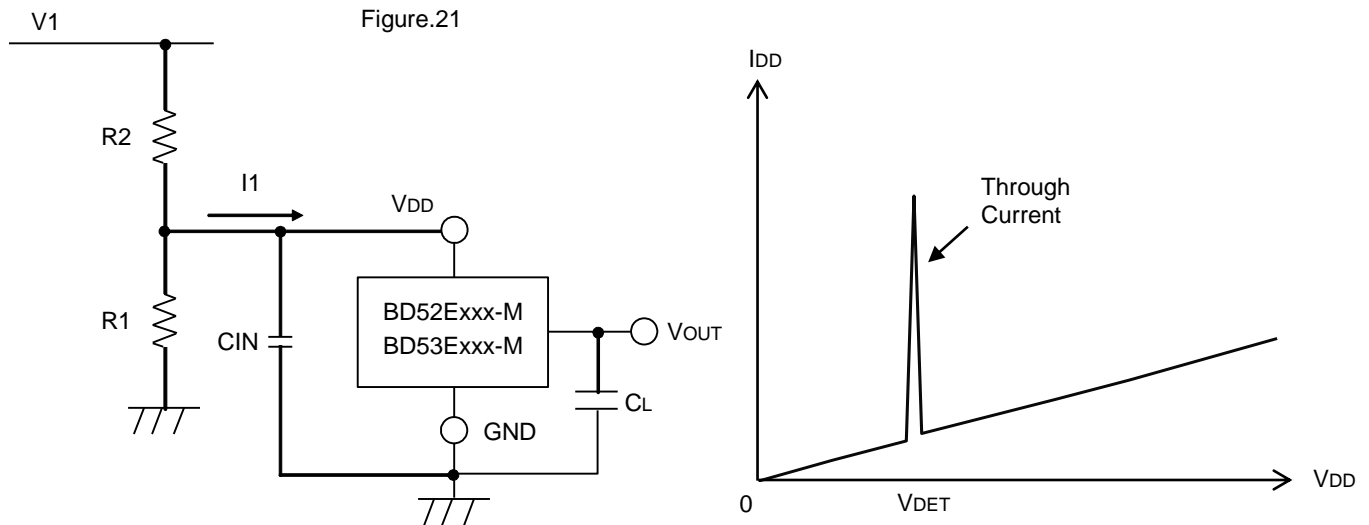 Figure.21
V1
R2
I1
VDD
R1
CIN
BD52Exxx-M
BD53Exxx-M
VOUT
CL
GND
IDD
Through
Current
0
VDET
VDD